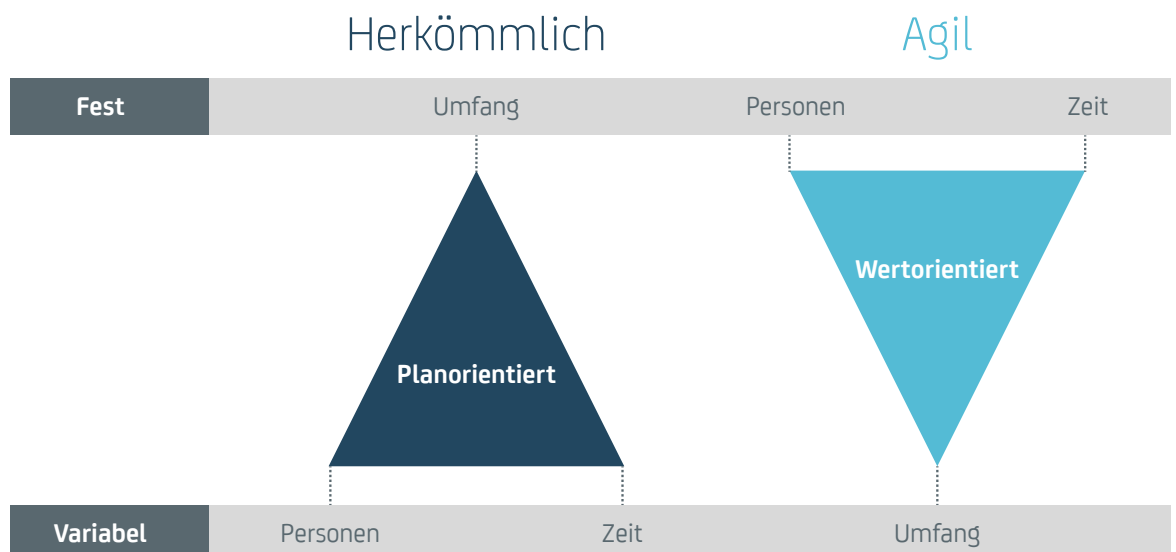 Herkömmlich Agil
Fest Umfang Personen Zeit
Wertorientiert
Planorientiert
Variabel Personen Zeit Umfang